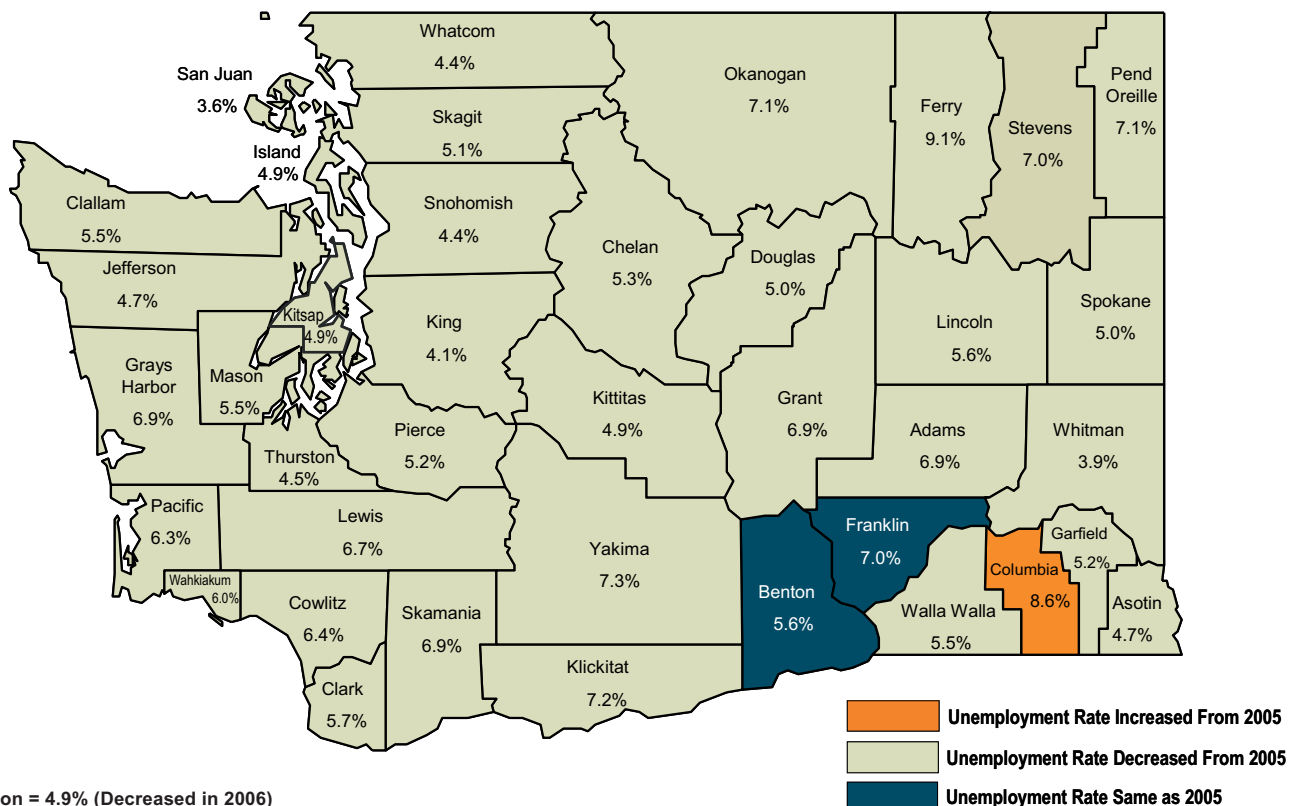 Whatcom
4.4%
San Juan
3.6%
Skagit
5.1%
Island
4.9%
Okanogan
7.1%
Ferry
9.1%
Stevens
7.0%
Pend
Oreille
7.1%
Clallam
5.5%
Snohomish
4.4%
Chelan
5.3%
Douglas
5.0%
Jefferson
4.7%
Kitsap
4.9%
King
4.1%
Lincoln
5.6%
Spokane
5.0%
Grays
Harbor
6.9%
Mason
5.5%
Kittitas
4.9%
Grant
6.9%
Adams
6.9%
Whitman
3.9%
Thurston
4.5%
Pierce
5.2%
Pacific
6.3%
Lewis
6.7%
Yakima
7.3%
Franklin
7.0%
Benton
5.6%
Garfield
5.2%
Columbia
8.6%
Walla Walla
5.5%
Asotin
4.7%
Wahkiakum
6.0%
Cowlitz
6.4%
Skamania
6.9%
Klickitat
7.2%
Clark
5.7%
Unemployment Rate Increased From 2005
Unemployment Rate Decreased From 2005
Unemployment Rate Same as 2005
on = 4.9% (Decreased in 2006)